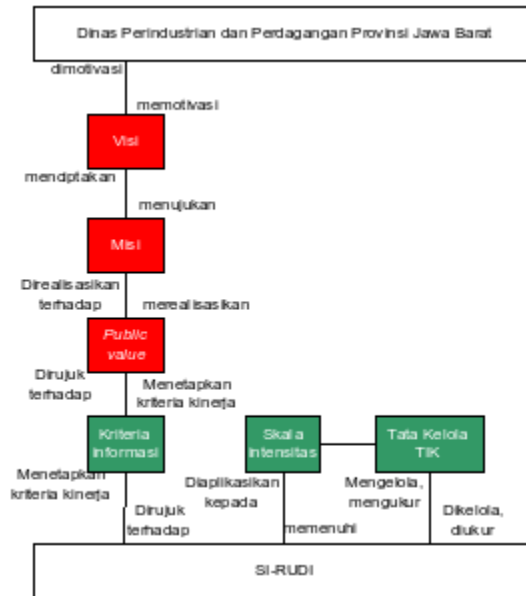 Dinas Perindustrian dan Perdagangan Provinsi Jawa Barat
dimotivasi
memotivasi
Visi
menciptakan
menujukan
Misi
Direalisasikan
terhadap
merealisasikan
Public
value
Dirujuk
terhadap
Menetapkan
kriteria kinerja
Kriteria
informasi
Skala
intensitas
Tata Kelola
TIK
Menetapkan
kriteria kinerja
Dirujuk
terhadap
Diaplikasikan
kepada
memenuhi
Mengelola,
mengukur
Dikelola,
diukur
SI-RUDI